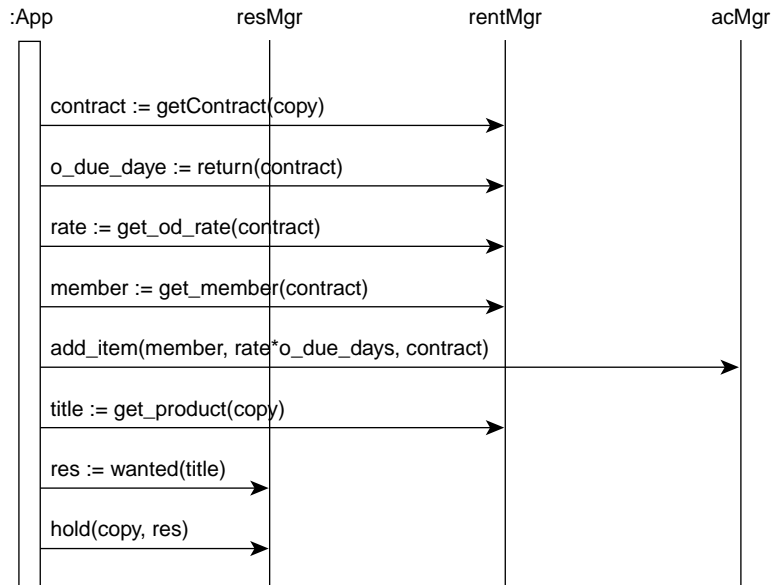 :App resMgr rentMgr acMgr
contract := getContract(copy)
o_due_daye := return(contract)
rate := get_od_rate(contract)
member := get_member(contract)
add_item(member, rate*o_due_days, contract)
title := get_product(copy)
res := wanted(title)
hold(copy, res)